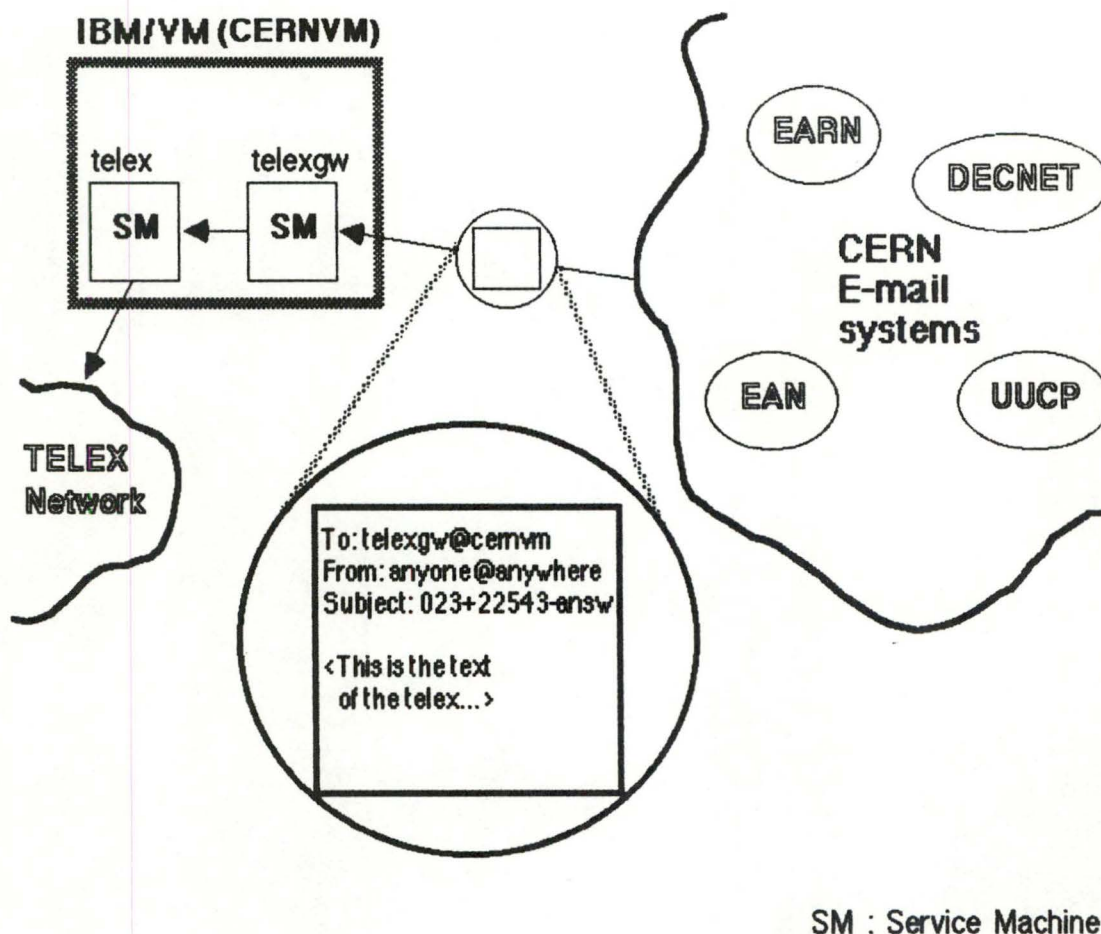 IBM/VM (CERNVM)
telex
telexgw
SM
SM
EARN
DECNET
CERN
E-mail
systems
EAN
UUCP
TELEX
Network
To: telexgw@cernvm
From: anyone@anywhere
Subject: 023+22543-answ
<This is the text
of the telex...>
SM : Service Machine